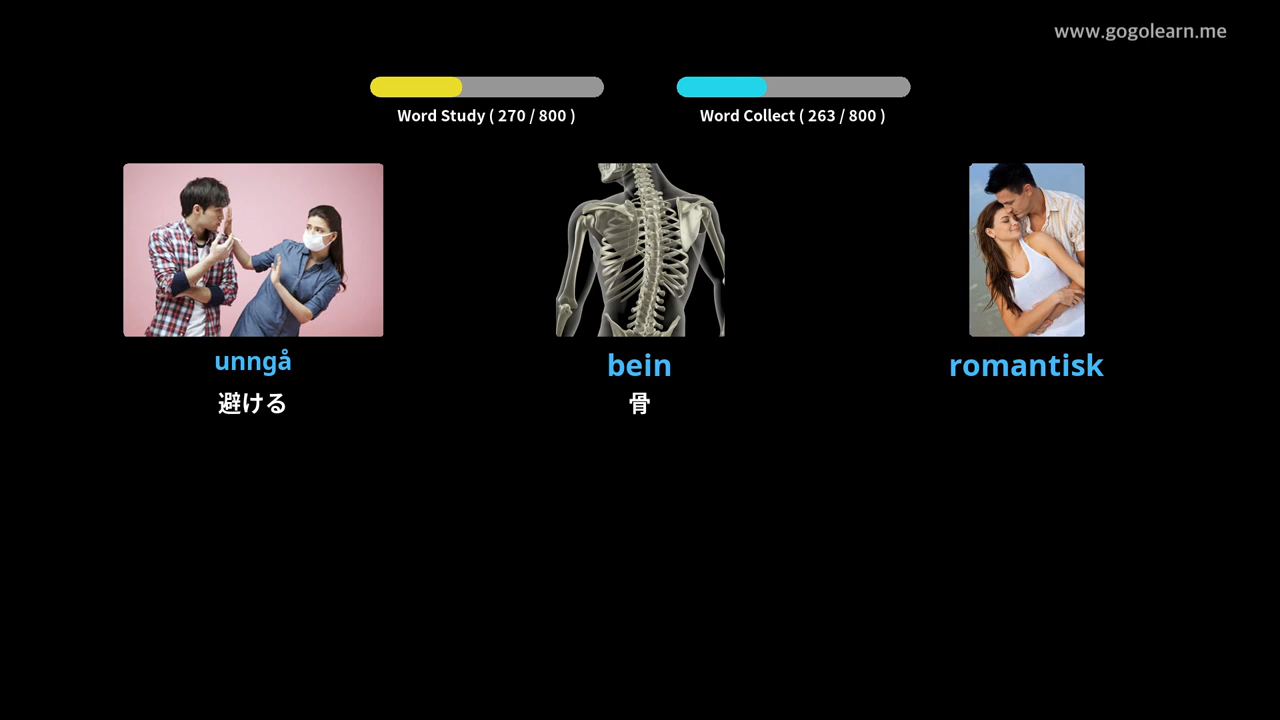 www.gogolearn.me
Word Study ( 270 / 800 )
Word Collect ( 263 / 800 )
unngå
bein
romantisk
避ける
骨